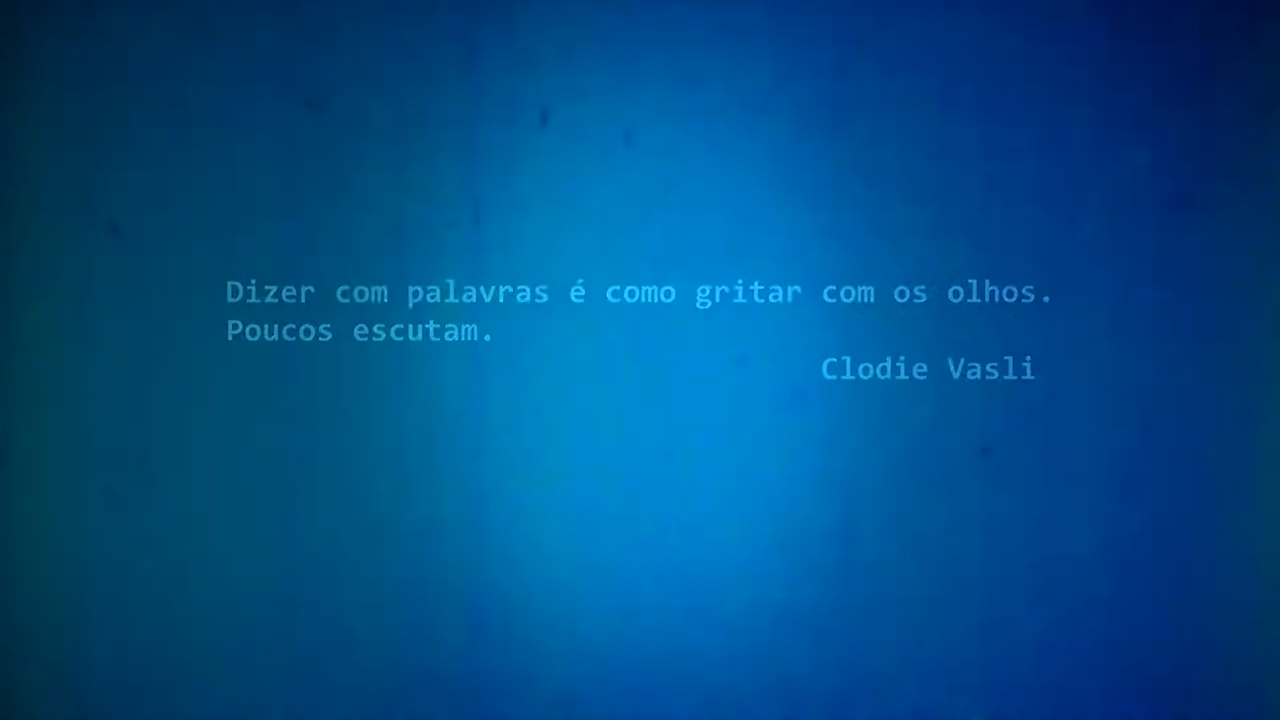 Dizer com palavras é como gritar com os olhos.
Poucos escutam.
Clodie Vasli